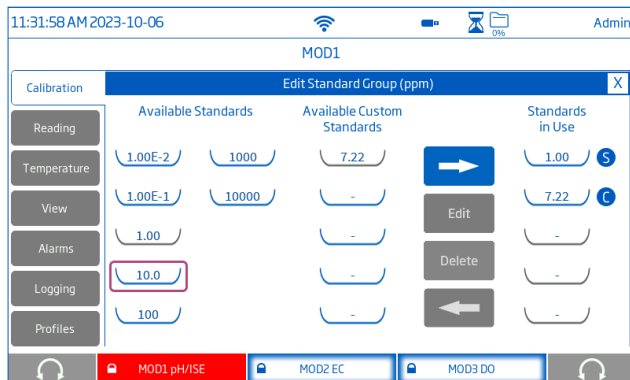 11:31:58 AM 2023-10-06 0% Admin
MOD1
Calibration Edit Standard Group (ppm) X
Available Standards Available Custom Standards Standards in Use
Reading
1.00E-2 1000 7.22 1.00 S
Temperature
1.00E-1 10000 - 7.22 C
View
Edit
1.00 - -
Alarms
Delete
10.0 - -
Logging
100 - -
Profiles
MOD1 pH/ISE MOD2 EC MOD3 DO